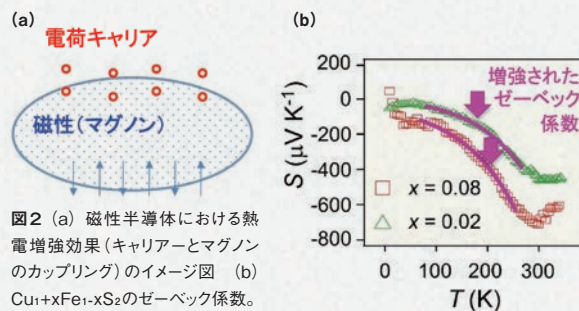 (a)
電荷キャリア
磁性(マグノン)
図2 (a) 磁性半導体における熱
電増強効果(キャリアーとマグノン
のカップリング)のイメージ図 (b)
Cu1+xFe1-xS2のゼーベック係数。
(b)
200
0
-200
-400
-600
-800
S (μV K-1)
増強された
ゼーベック
係数
x = 0.08
x = 0.02
0 100 200 300
T (K)